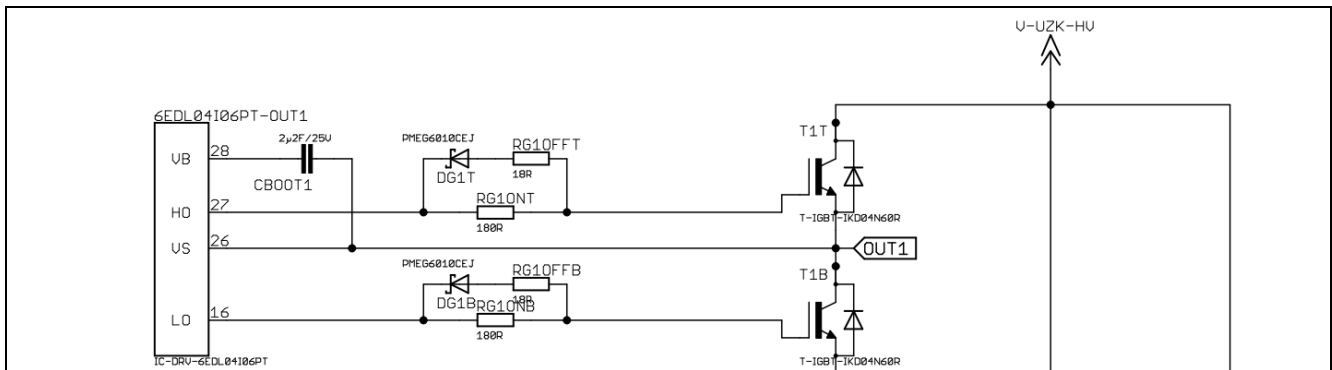 V-UZK-HV
6EDL04I06PT-OUT1
2µ2F/25V
PMEG6010CEJ
RG1OFFT
T1T
VB
28
DG1T
18R
CBOOT1
RG1ONT
HO
27
180R
T-IGBT-IKD04N60R
VS
26
OUT1
PMEG6010CEJ
RG1OFFB
T1B
DG1B
18R
RG1ONB
LO
16
180R
IC-DRV-6EDL04I06PT
T-IGBT-IKD04N60R